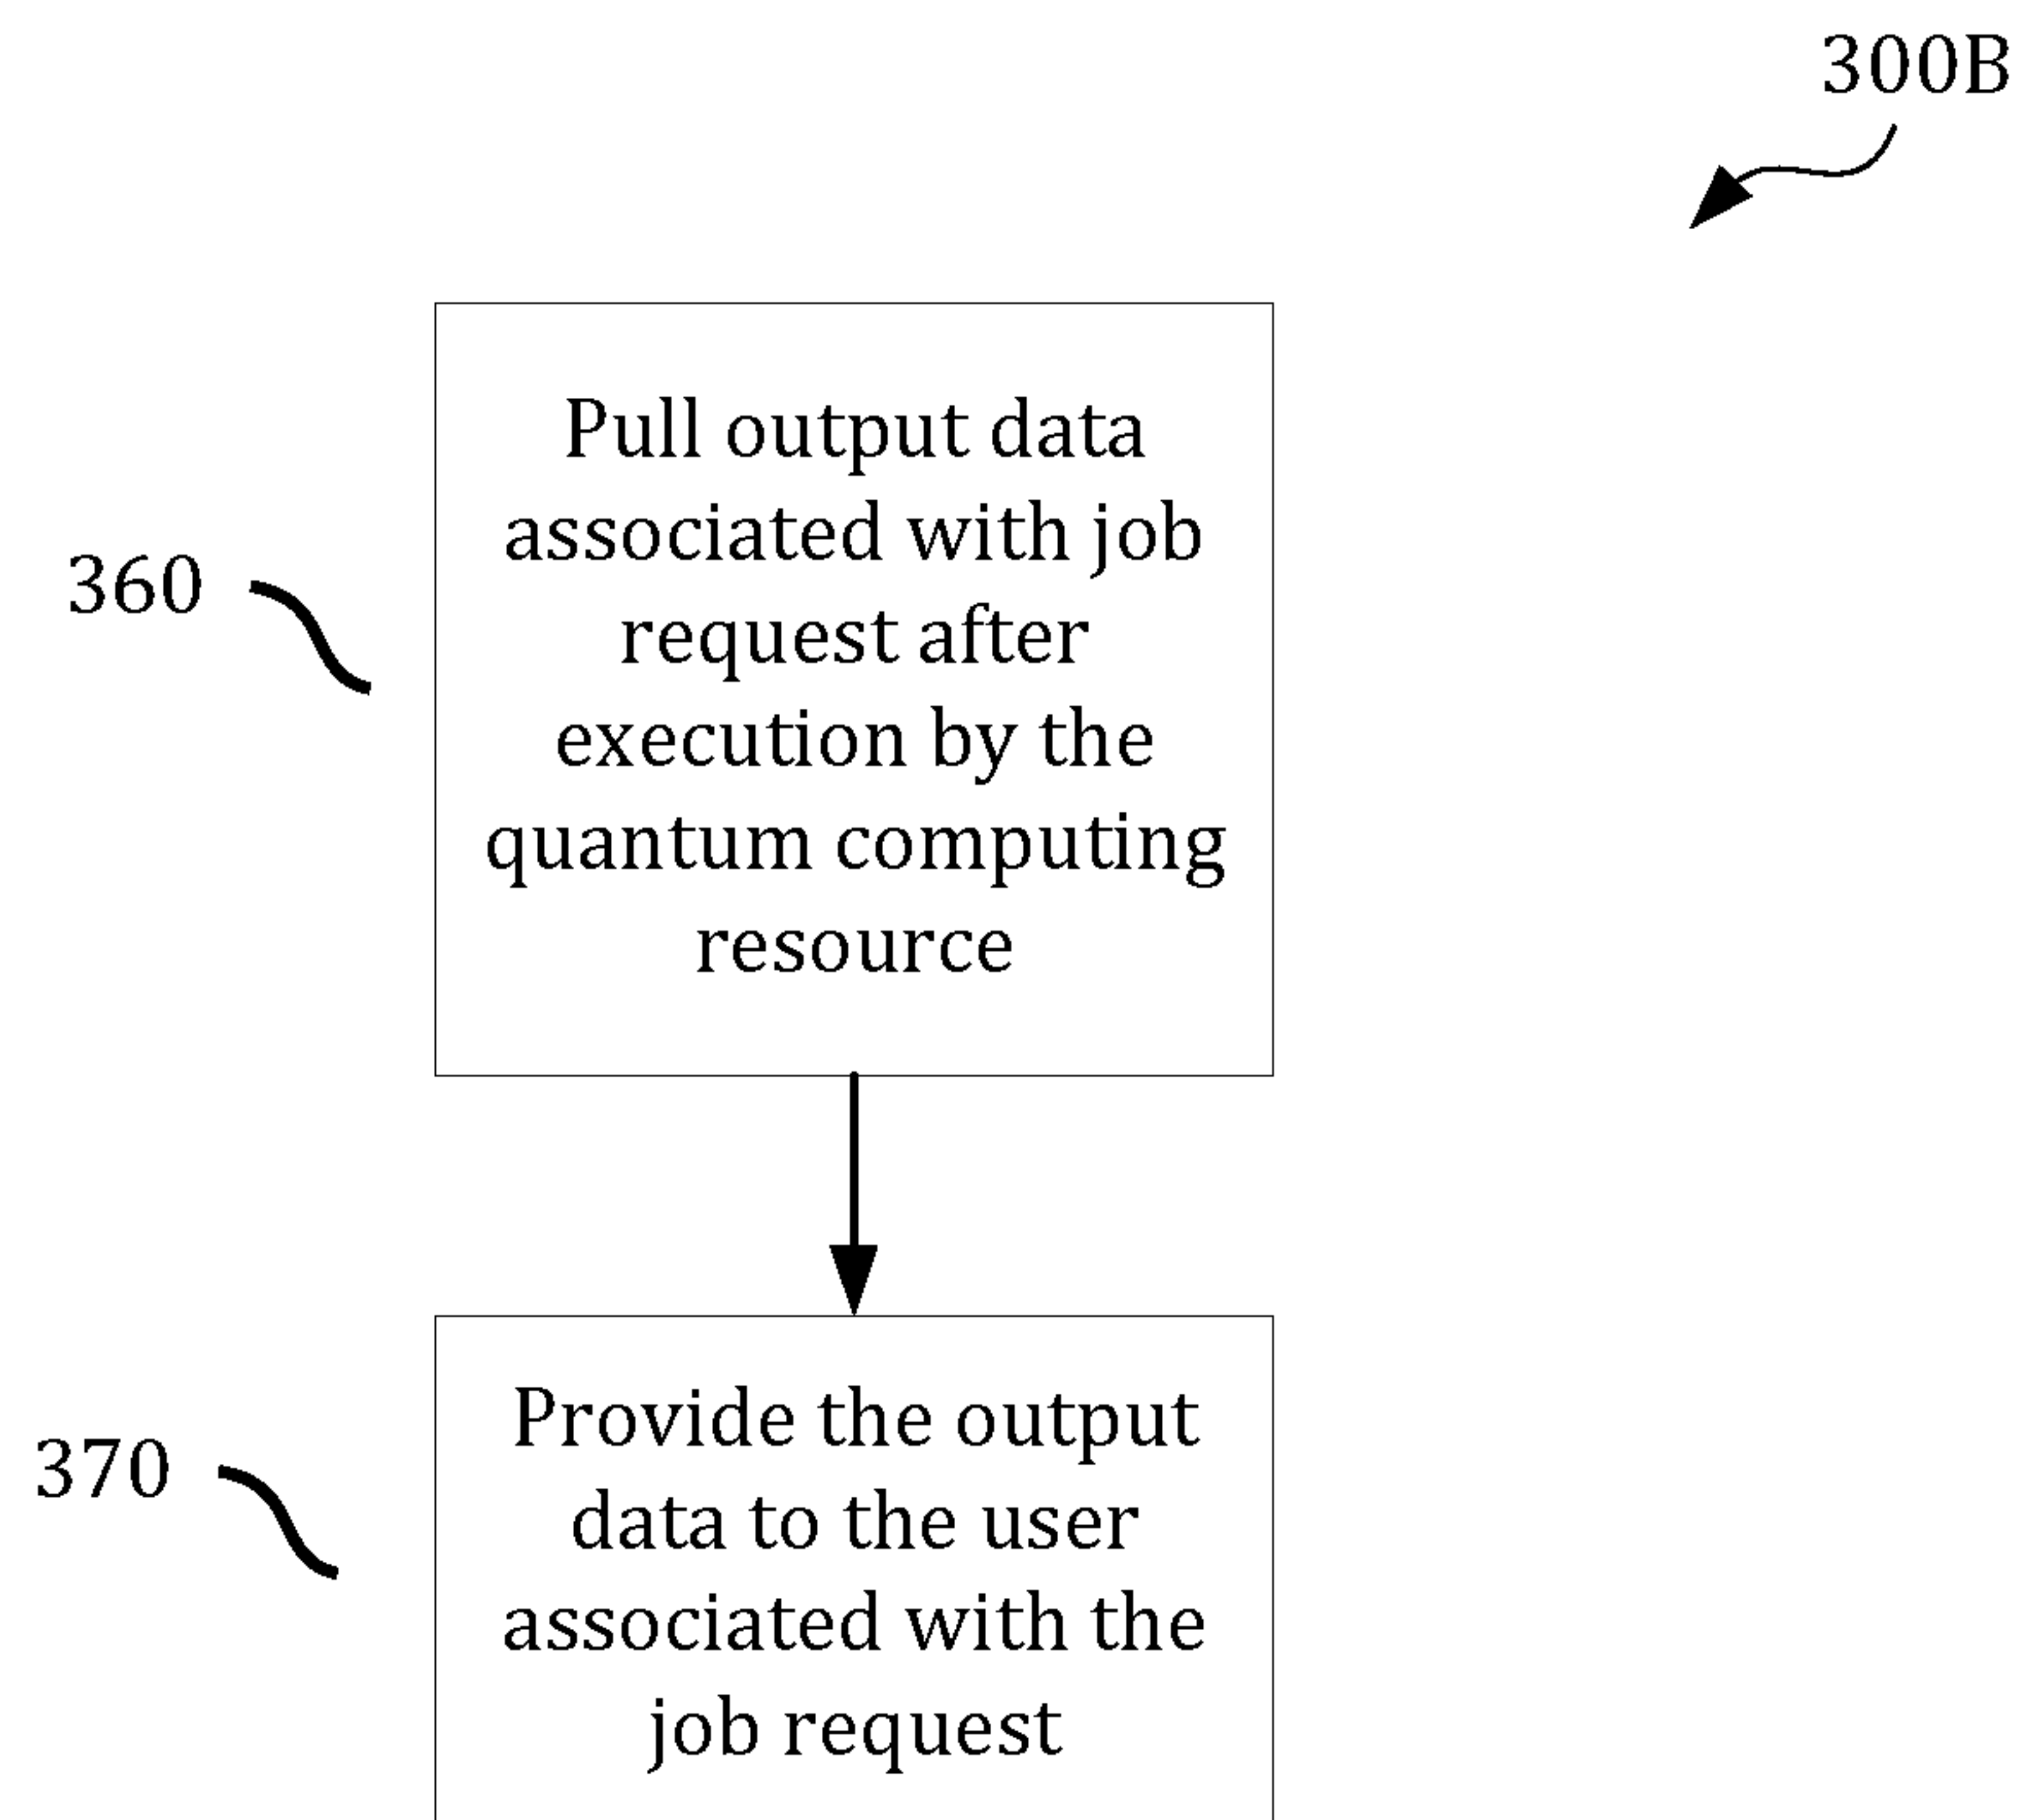 300B
Pull output data
associated with job
request after
execution by the
quantum computing
resource
360
Provide the output
data to the user
associated with the
job request
370